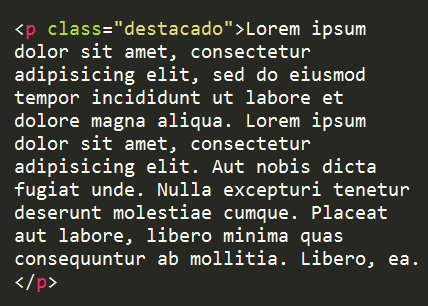 <p class="destacado">Lorem ipsum
dolor sit amet, consectetur
adipisicing elit, sed do eiusmod
tempor incididunt ut labore et
dolore magna aliqua. Lorem ipsum
dolor sit amet, consectetur
adipisicing elit. Aut nobis dicta
fugiat unde. Nulla excepturi tenetur
deserunt molestiae cumque. Placeat
aut labore, libero minima quas
consequuntur ab mollitia. Libero, ea.
</p>